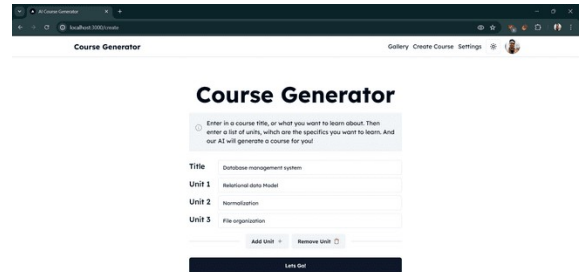 AI Course Generator
localhost:3000/create
Course Generator
Gallery Create Course Settings
Course Generator
Enter in a course title, or what you want to learn about. Then
enter a list of units, wihch are the specifics you want to learn. And
our AI will generate a course for you!
Title Database management system
Unit 1 Relational data Model
Unit 2 Normalization
Unit 3 File organization
Add Unit + Remove Unit
Lets Go!